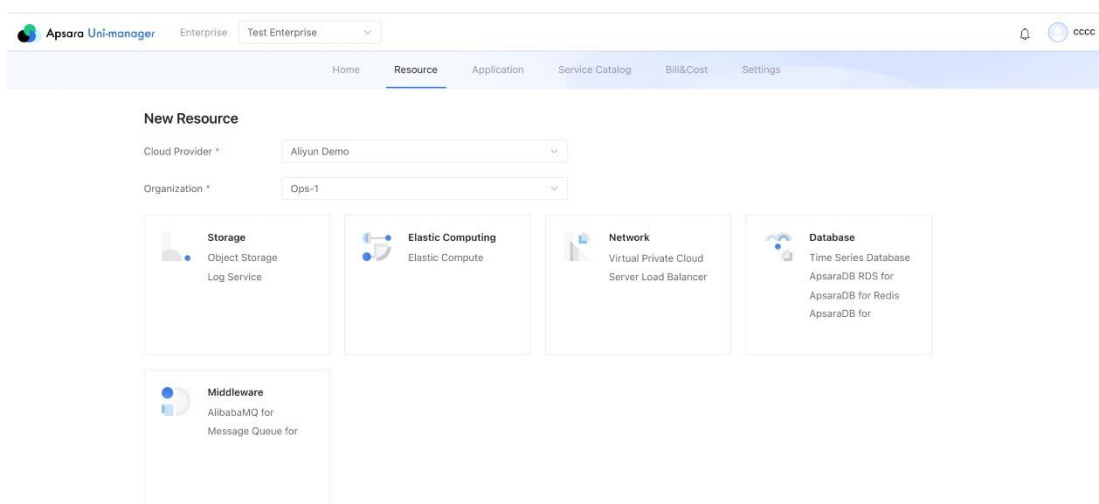 Apsara Uni-manager Enterprise Test Enterprise cccc
Home Resource Application Service Catalog Bill&Cost Settings
New Resource
Cloud Provider * Aliyun Demo
Organization * Ops-1
Storage
Object Storage
Log Service
Elastic Computing
Elastic Compute
Network
Virtual Private Cloud
Server Load Balancer
Database
Time Series Database
ApsaraDB RDS for
ApsaraDB for Redis
ApsaraDB for
Middleware
AlibabaMQ for
Message Queue for